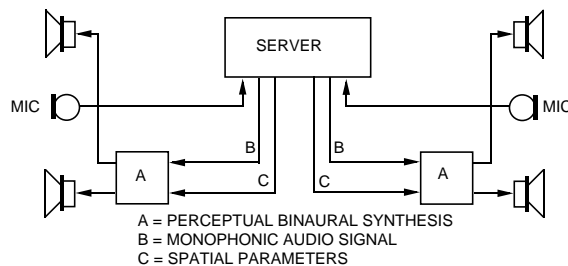 SERVER
MIC
MIC
B
B
C
C
A
A
A = PERCEPTUAL BINAURAL SYNTHESIS
B = MONOPHONIC AUDIO SIGNAL
C = SPATIAL PARAMETERS